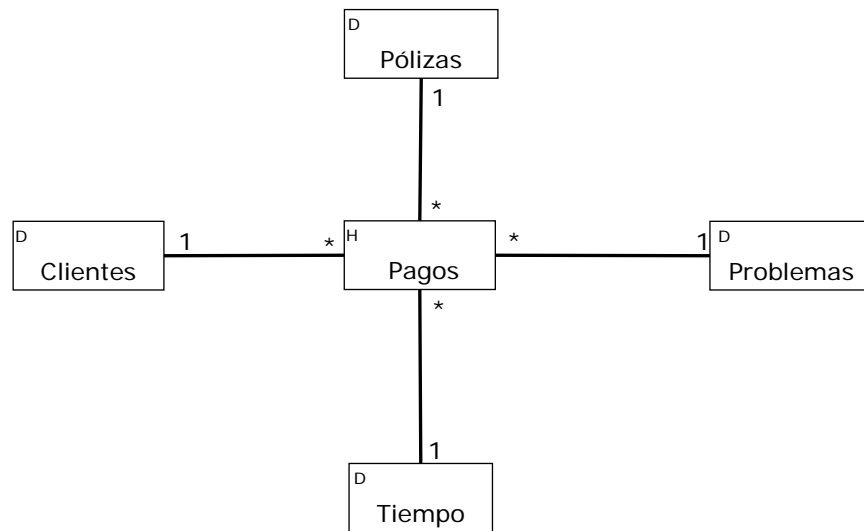 D
Pólizas
1
*
D
Clientes
1
*
H
Pagos
*
1
D
Problemas
*
1
D
Tiempo